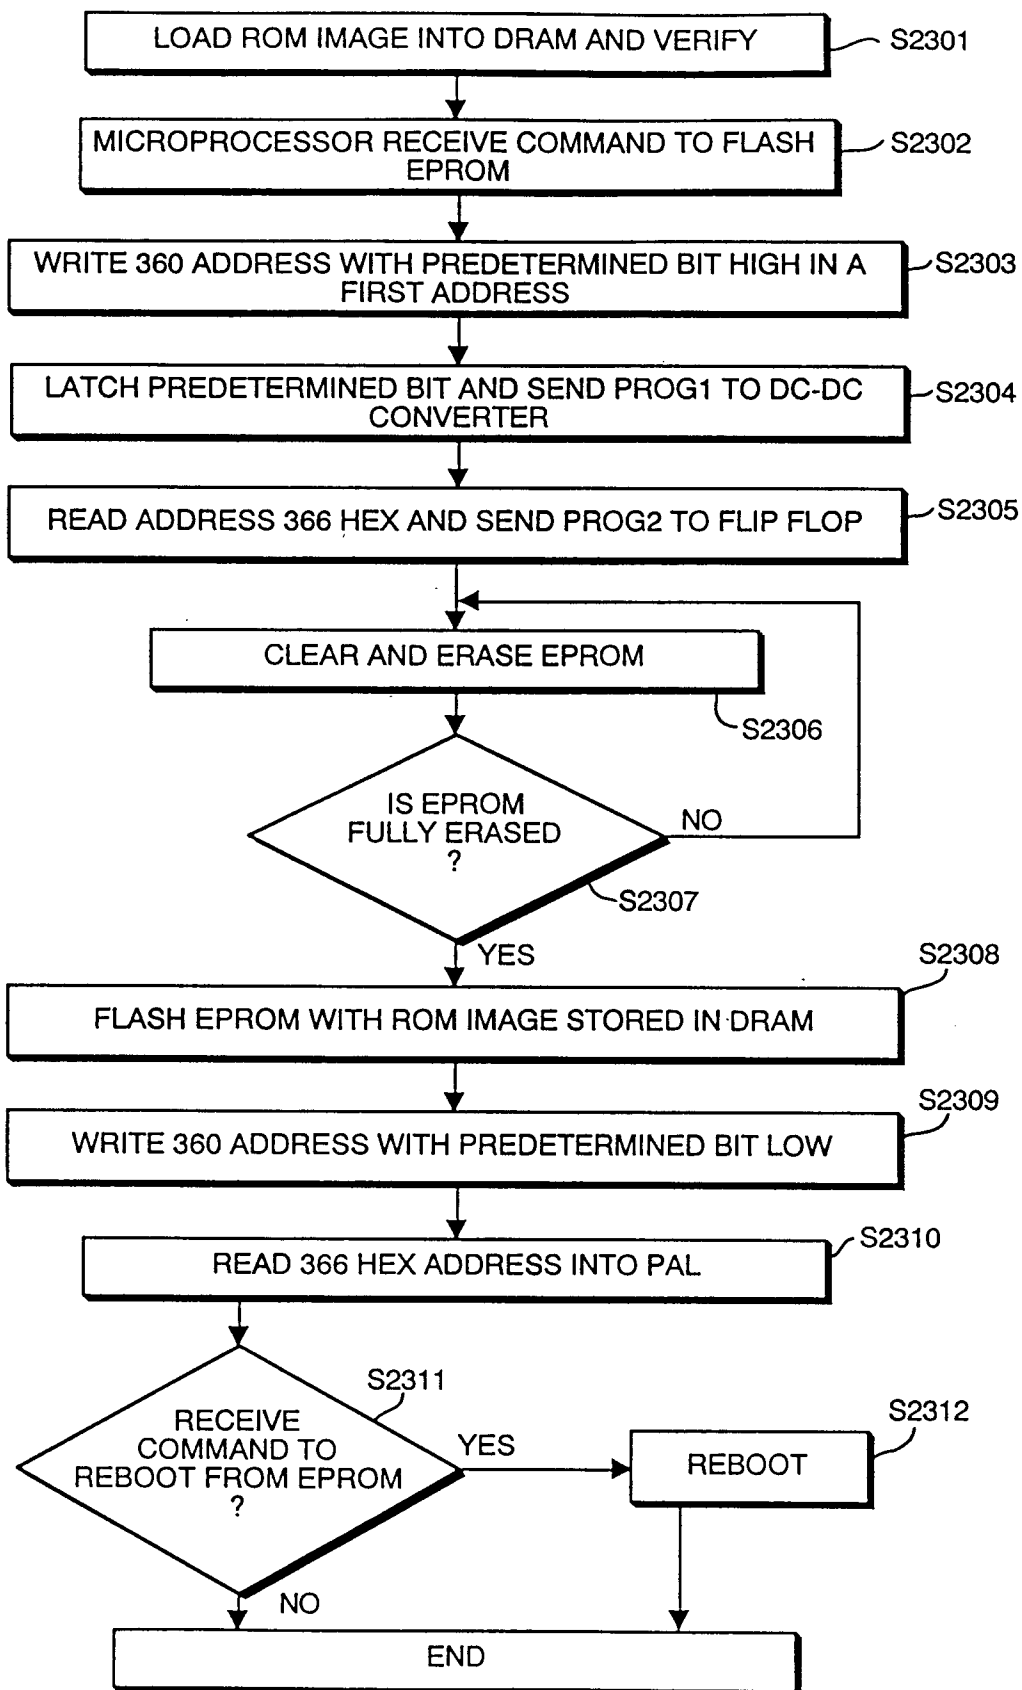 LOAD ROM IMAGE INTO DRAM AND VERIFY
S2301
MICROPROCESSOR RECEIVE COMMAND TO FLASH
EPROM
S2302
WRITE 360 ADDRESS WITH PREDETERMINED BIT HIGH IN A
FIRST ADDRESS
S2303
LATCH PREDETERMINED BIT AND SEND PROG1 TO DC-DC
CONVERTER
S2304
READ ADDRESS 366 HEX AND SEND PROG2 TO FLIP FLOP
S2305
CLEAR AND ERASE EPROM
S2306
IS EPROM
FULLY ERASED
?
NO
S2307
YES
S2308
FLASH EPROM WITH ROM IMAGE STORED IN DRAM
S2309
WRITE 360 ADDRESS WITH PREDETERMINED BIT LOW
S2310
READ 366 HEX ADDRESS INTO PAL
S2311
RECEIVE
COMMAND TO
REBOOT FROM EPROM
?
YES
S2312
REBOOT
NO
END